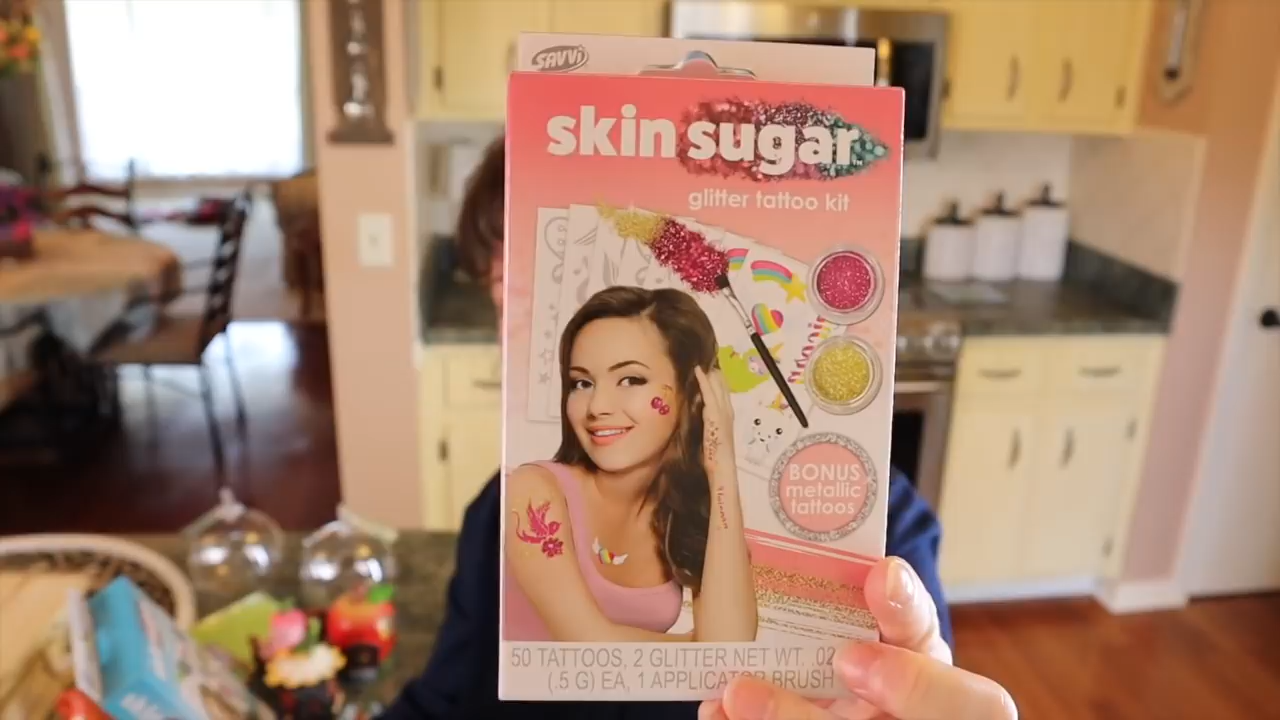 SAVVi
skin sugar™
glitter tattoo kit
BONUS
metallic
tattoos
50 TATTOOS, 2 GLITTER NET WT. .02
(.5 G) EA, 1 APPLICATOR BRUSH